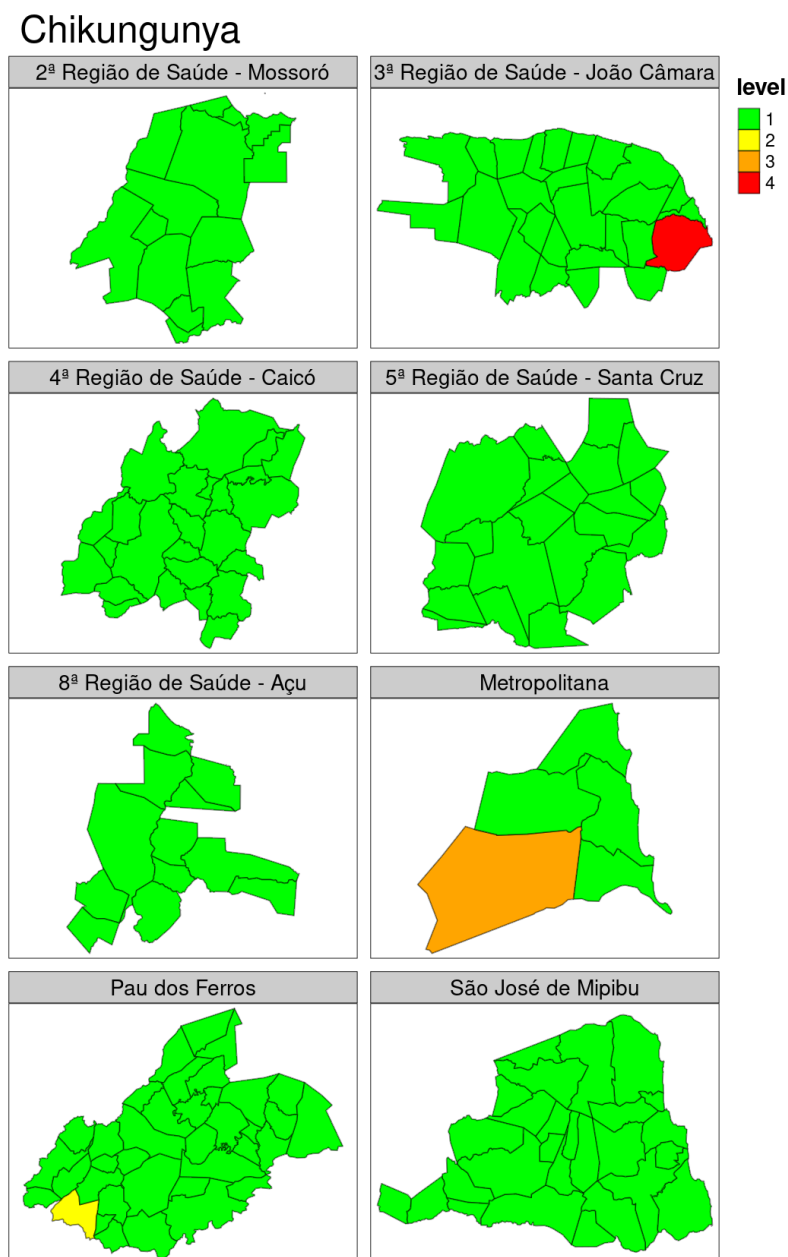 Chikungunya
2ª Região de Saúde - Mossoró
3ª Região de Saúde - João Câmara
level
1
2
3
4
4ª Região de Saúde - Caicó
5ª Região de Saúde - Santa Cruz
8ª Região de Saúde - Açu
Metropolitana
Pau dos Ferros
São José de Mipibu